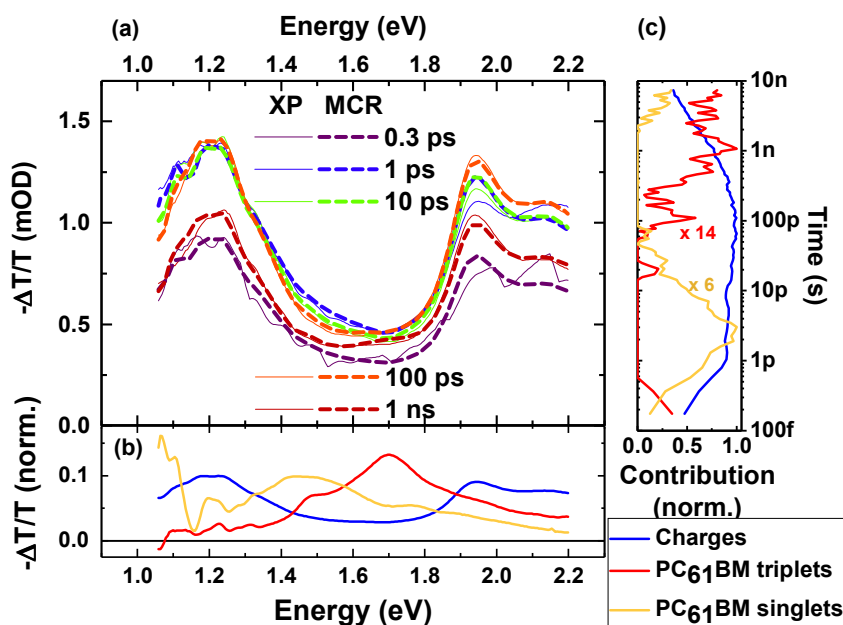 (a)
Energy (eV)
(c)
1.0 1.2 1.4 1.6 1.8 2.0 2.2
XP MCR
0.3 ps
1 ps
10 ps
100 ps
1 ns
1.5
1.0
0.5
0.0
-ΔT/T (mOD)
10n
1n
100p
10p
1p
100f
Time (s)
x 14
x 6
0.0 0.5 1.0
Contribution
(norm.)
(b)
0.1
0.0
-ΔT/T (norm.)
1.0 1.2 1.4 1.6 1.8 2.0 2.2
Energy (eV)
Charges
PC61BM triplets
PC61BM singlets